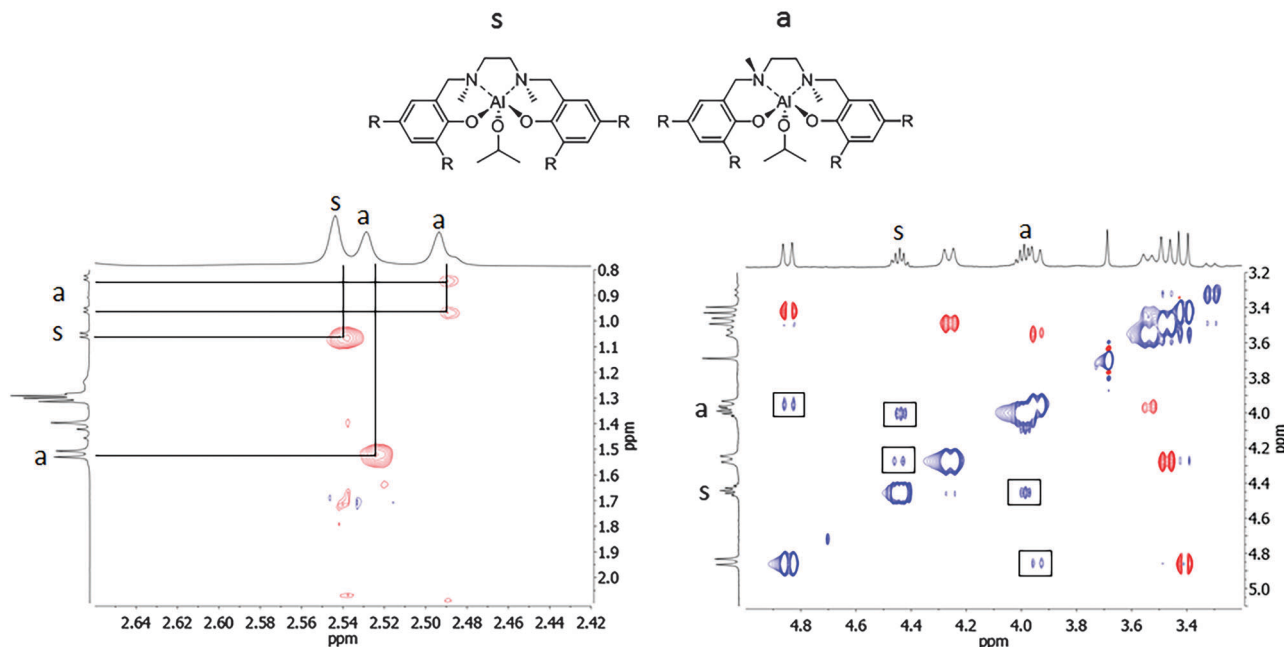 s
a
N
N
Al
R
O
O
R
O
R
R
N
N
Al
R
O
O
R
O
R
R
s
a
a
a
s
a
0.8
0.9
1.0
1.1
1.2
1.3
1.4
1.5
1.6
1.7
1.8
1.9
2.0
ppm
2.64
2.62
2.60
2.58
2.56
2.54
2.52
2.50
2.48
2.46
2.44
2.42
ppm
s
a
a
s
3.2
3.4
3.6
3.8
4.0
4.2
4.4
4.6
4.8
5.0
ppm
4.8
4.6
4.4
4.2
4.0
3.8
3.6
3.4
ppm